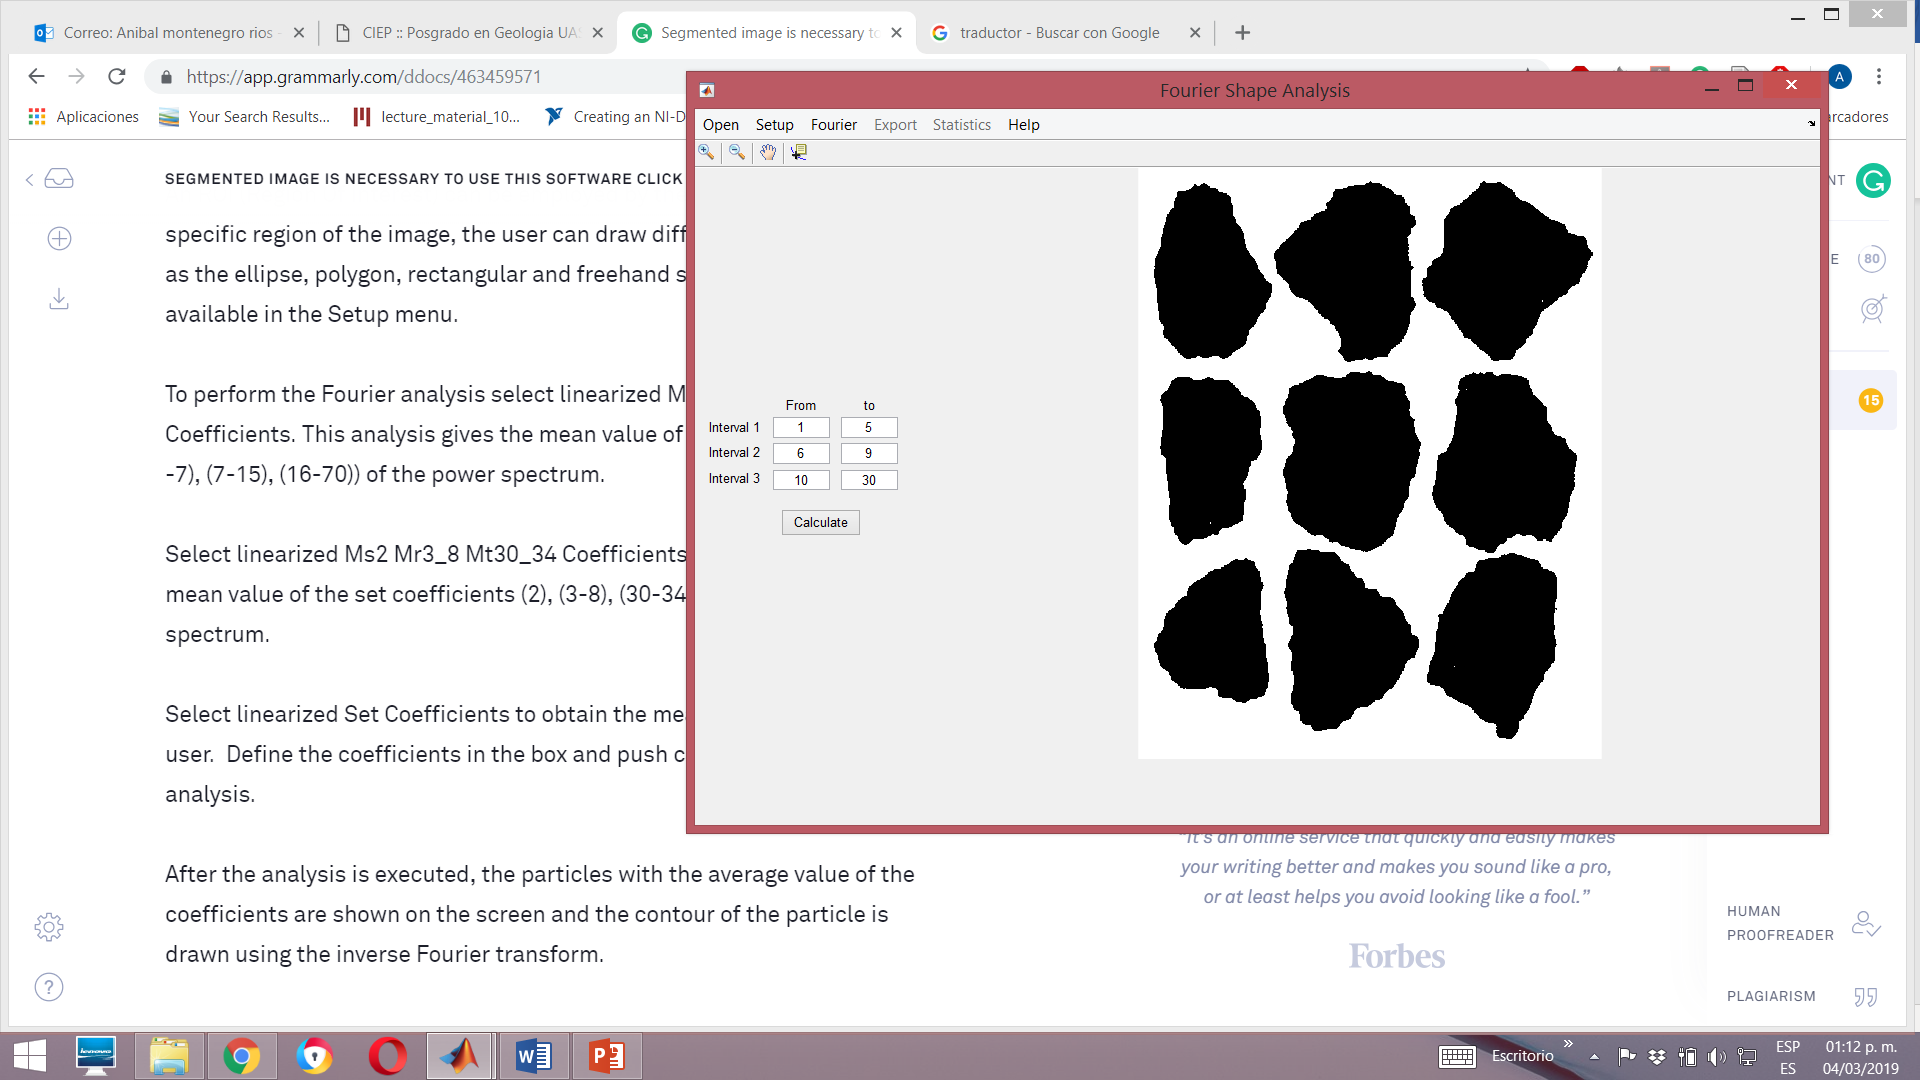 Correo: Anibal montenegro rios
CIEP :: Posgrado en Geologia UAS
Segmented image is necessary to
traductor - Buscar con Google
https://app.grammarly.com/ddocs/463459571
A
Aplicaciones
Your Search Results...
lecture_material_10...
Creating an NI-D
arcadores
SEGMENTED IMAGE IS NECESSARY TO USE THIS SOFTWARE CLICK
specific region of the image, the user can draw diff
as the ellipse, polygon, rectangular and freehand s
available in the Setup menu.
To perform the Fourier analysis select linearized M
Coefficients. This analysis gives the mean value of
-7), (7-15), (16-70)) of the power spectrum.
Select linearized Ms2 Mr3_8 Mt30_34 Coefficients
mean value of the set coefficients (2), (3-8), (30-34
spectrum.
Select linearized Set Coefficients to obtain the me
user.  Define the coefficients in the box and push c
analysis.
After the analysis is executed, the particles with the average value of the
coefficients are shown on the screen and the contour of the particle is
drawn using the inverse Fourier transform.
Fourier Shape Analysis
Open Setup Fourier Export Statistics Help
From to
Interval 1 1 5
Interval 2 6 9
Interval 3 10 30
Calculate
NT
E 80
15
"It's an online service that quickly and easily makes
your writing better and makes you sound like a pro,
or at least helps you avoid looking like a fool."
Forbes
HUMAN
PROOFREADER
PLAGIARISM
Escritorio
ESP
ES
01:12 p. m.
04/03/2019